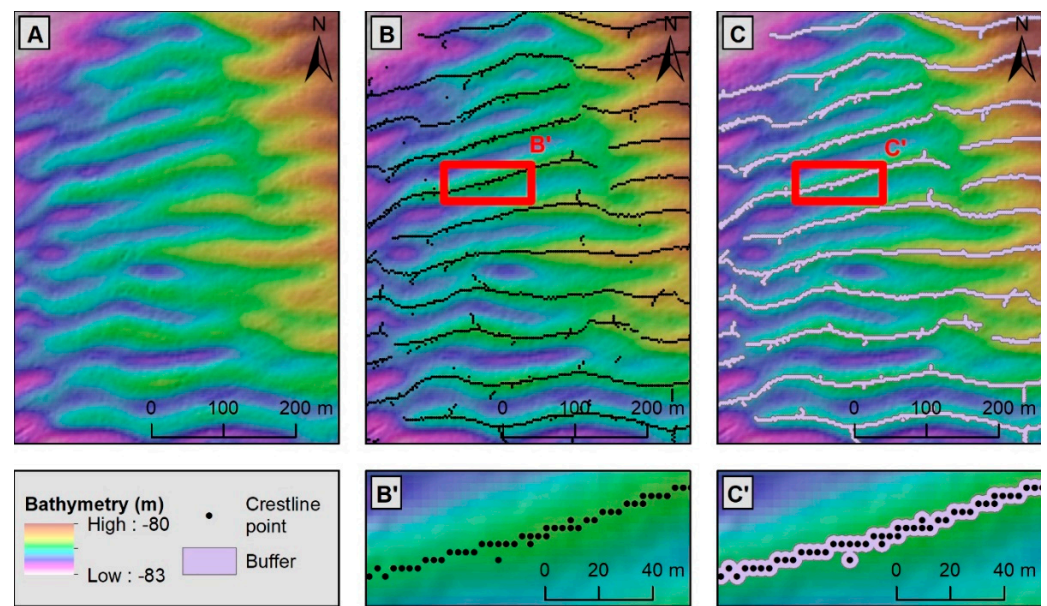 A
N
0 100 200 m
B
N
B'
0 100 200 m
C
N
C'
0 100 200 m
Bathymetry (m)
High : -80
Low : -83
Crestline
point
Buffer
B'
0 20 40 m
C'
0 20 40 m